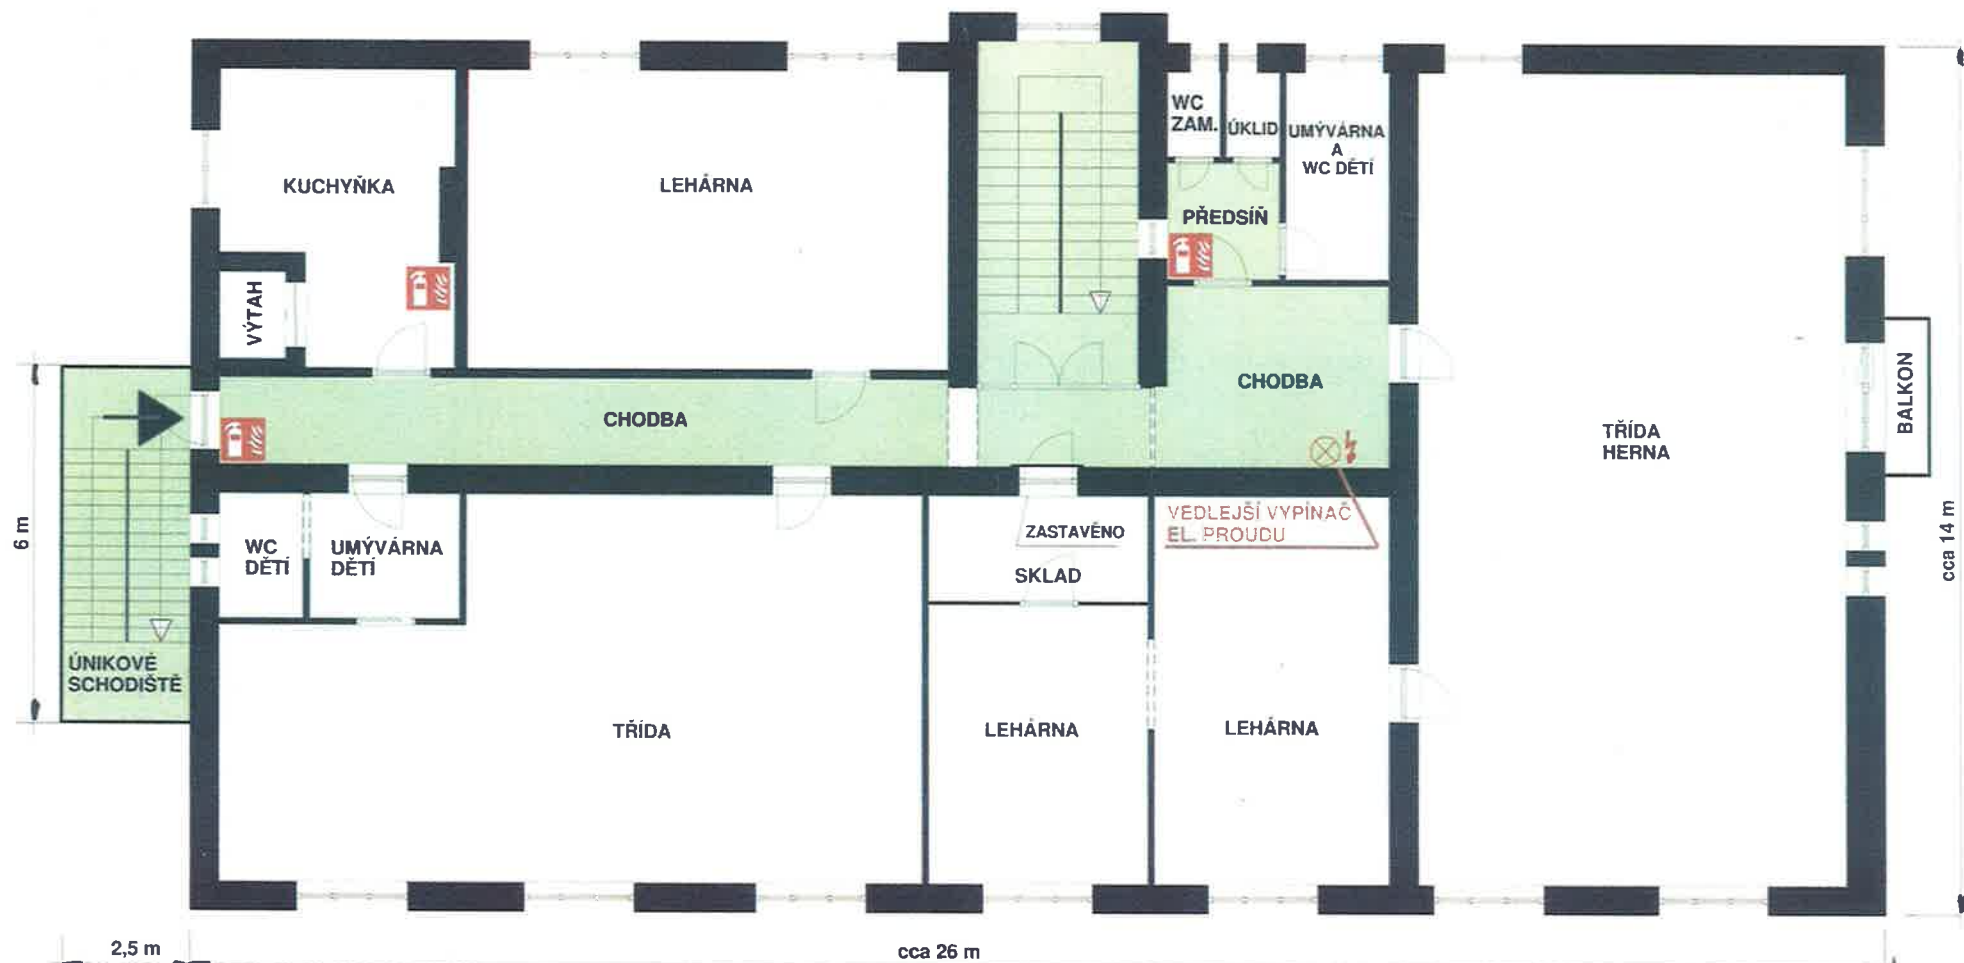 WC
ZAM.
ÚKLID
UMÝVÁRNA
A
WC DĚTÍ
KUCHYŇKA
LEHÁRNA
PŘEDSÍŇ
VÝTAH
CHODBA
CHODBA
TŘÍDA
HERNA
BALKON
VEDLEJŠÍ VYPÍNAČ
EL. PROUDU
ZASTAVĚNO
SKLAD
WC
DĚTÍ
UMÝVÁRNA
DĚTÍ
6 m
cca 14 m
ÚNIKOVÉ
SCHODIŠTĚ
TŘÍDA
LEHÁRNA
LEHÁRNA
2,5 m
cca 26 m